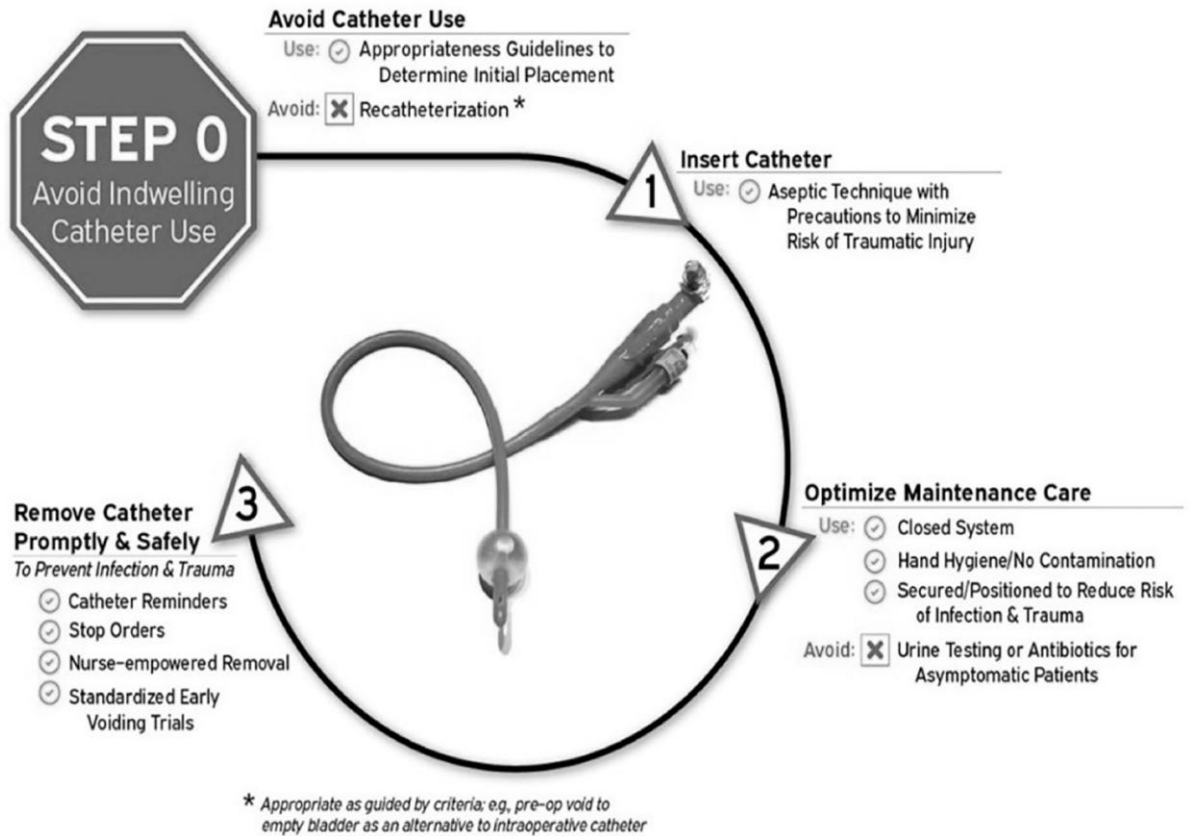 STEP 0
Avoid Indwelling
Catheter Use
Avoid Catheter Use
Use: Appropriateness Guidelines to
Determine Initial Placement
Avoid: Recatheterization *
1
Insert Catheter
Use: Aseptic Technique with
Precautions to Minimize
Risk of Traumatic Injury
2
Optimize Maintenance Care
Use: Closed System
Hand Hygiene/No Contamination
Secured/Positioned to Reduce Risk
of Infection & Trauma
Avoid: Urine Testing or Antibiotics for
Asymptomatic Patients
3
Remove Catheter
Promptly & Safely
To Prevent Infection & Trauma
Catheter Reminders
Stop Orders
Nurse-empowered Removal
Standardized Early
Voiding Trials
* Appropriate as guided by criteria; e.g., pre-op void to
empty bladder as an alternative to intraoperative catheter